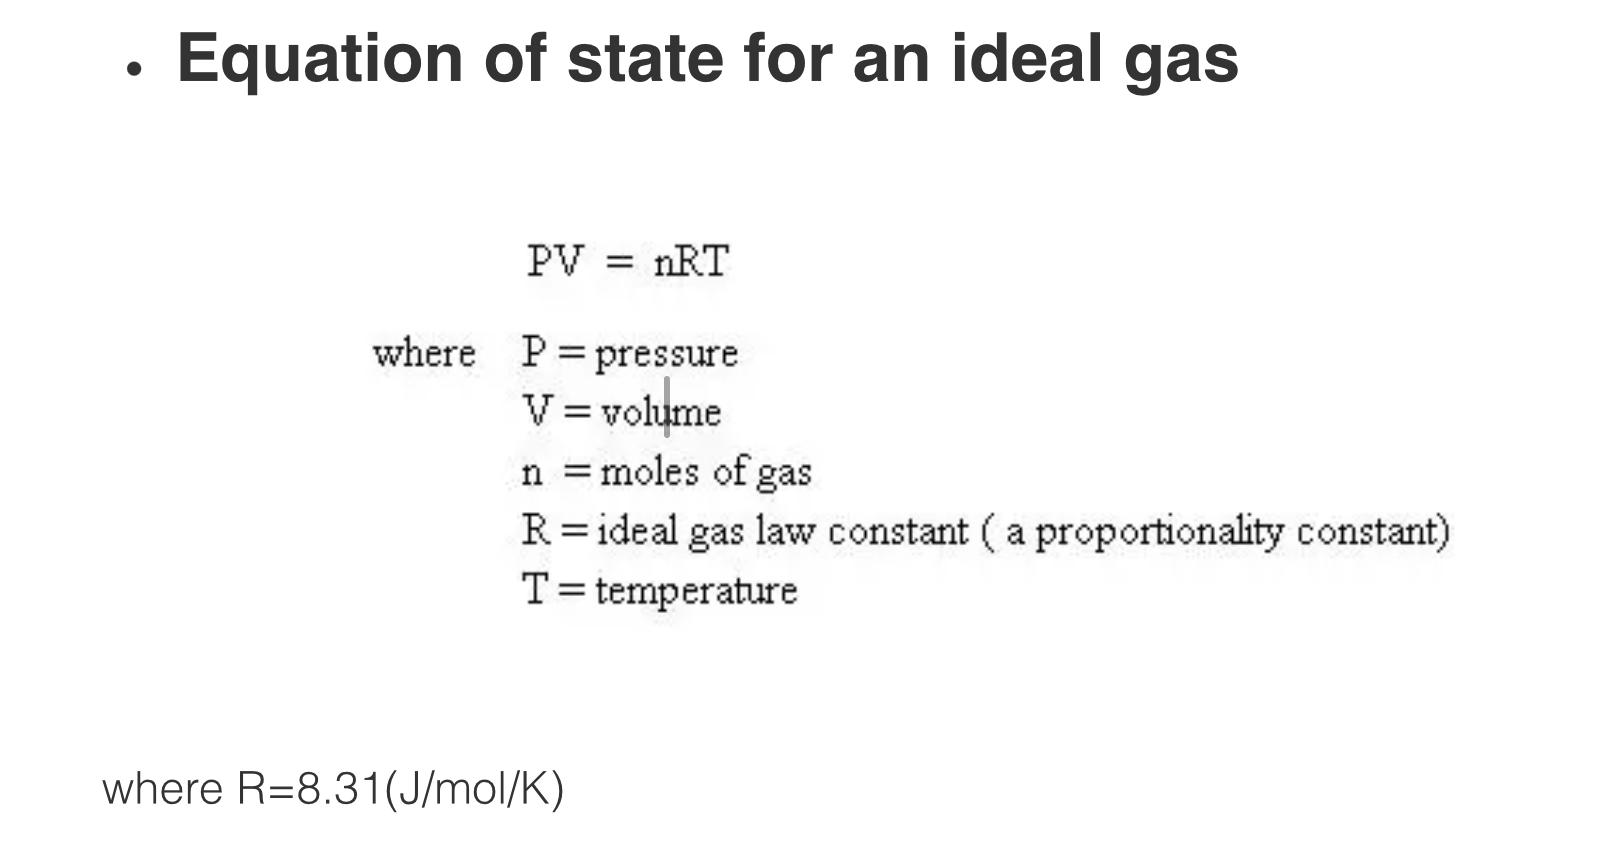 • Equation of state for an ideal gas
PV = nRT
where P = pressure
V = volume
n = moles of gas
R = ideal gas law constant ( a proportionality constant)
T = temperature
where R=8.31(J/mol/K)